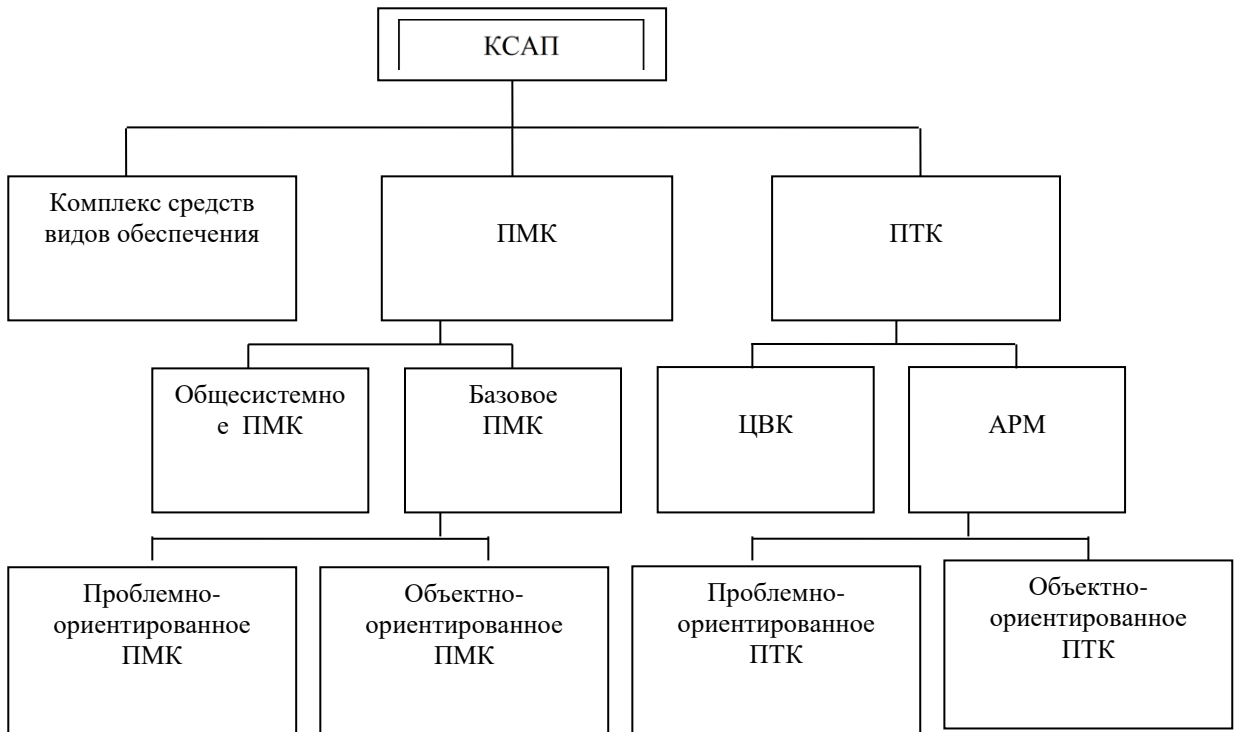 КСАП
Комплекс средств
видов обеспечения
ПМК
ПТК
Общесистемно
е ПМК
Базовое
ПМК
ЦВК
АРМ
Проблемно-
ориентированное
ПМК
Объектно-
ориентированное
ПМК
Проблемно-
ориентированное
ПТК
Объектно-
ориентированное
ПТК